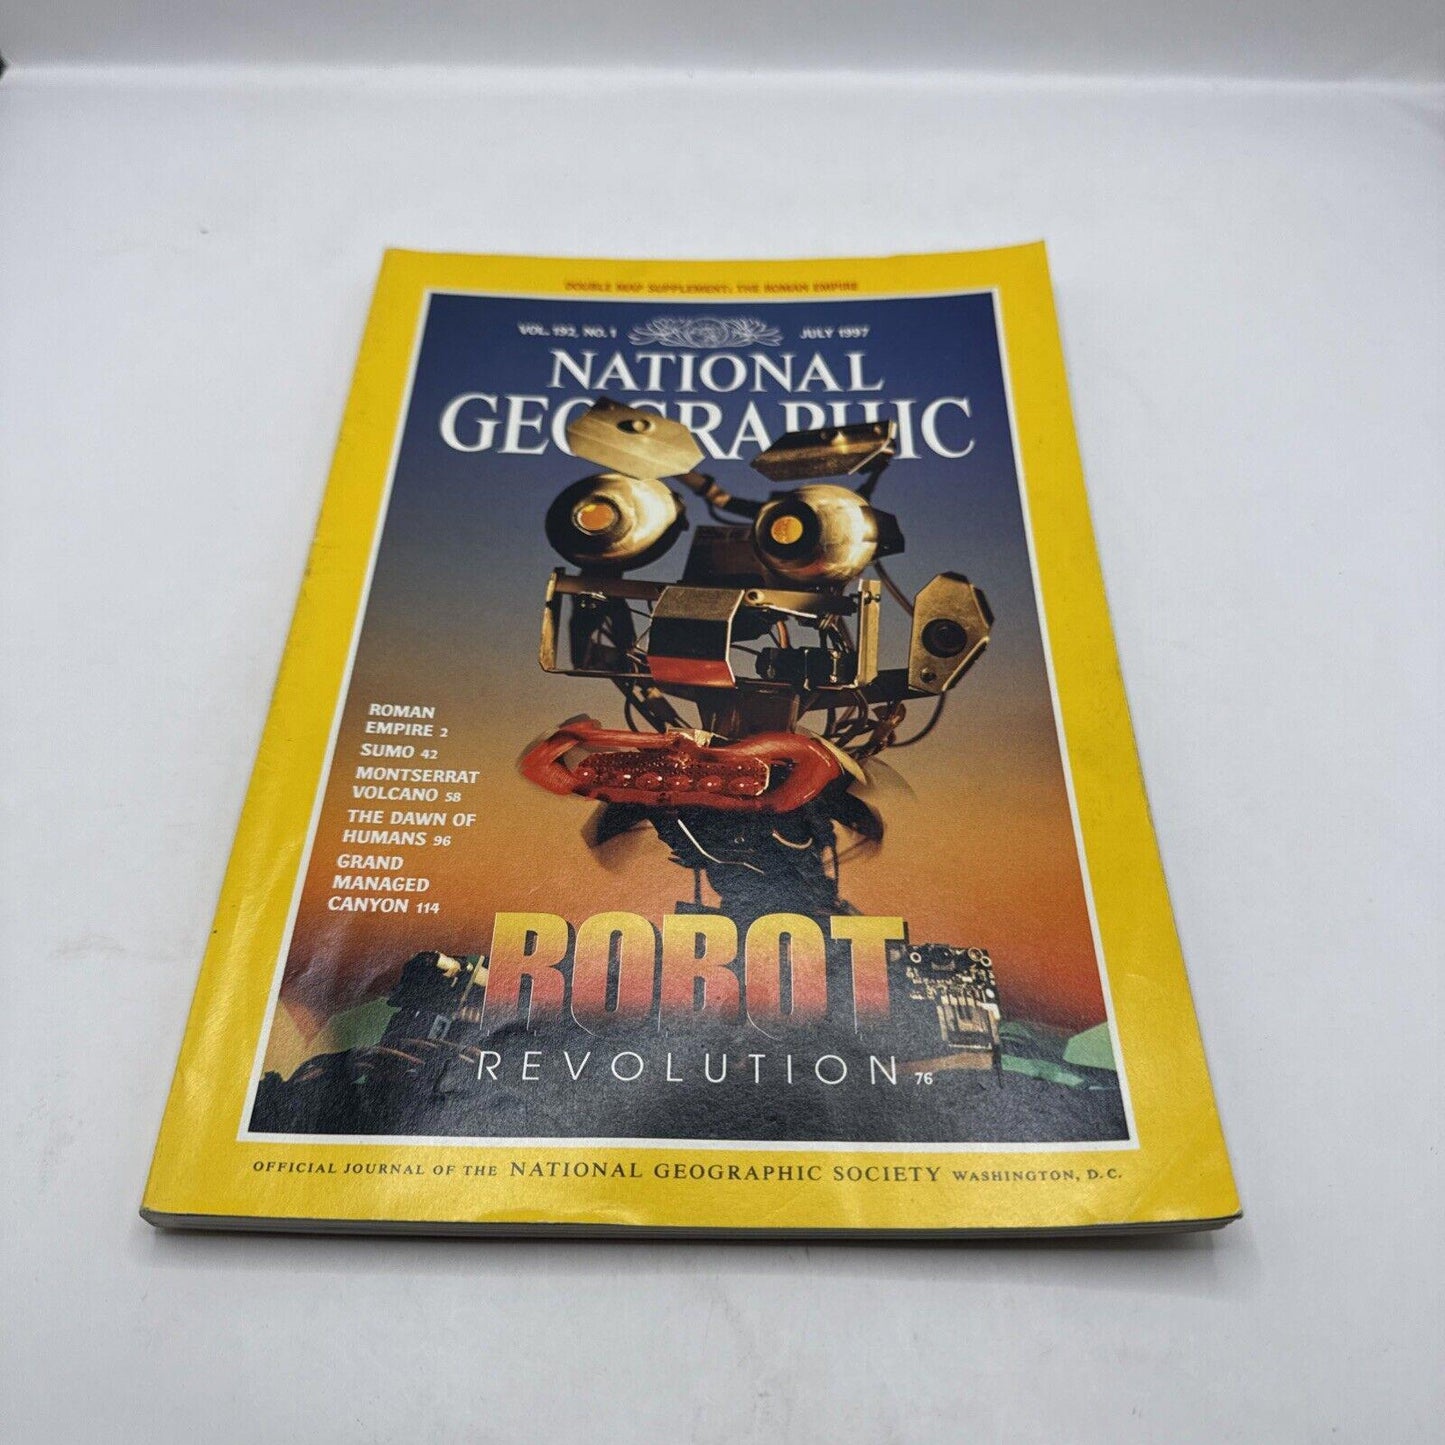 DOUBLE MAP SUPPLEMENT: THE ROMAN EMPIRE
VOL. 192, NO. 1 JULY 1997
NATIONAL
GEOGRAPHIC
ROMAN
EMPIRE 2
SUMO 42
MONTSERRAT
VOLCANO 58
THE DAWN OF
HUMANS 96
GRAND
MANAGED
CANYON 114
ROBOT
REVOLUTION 76
OFFICIAL JOURNAL OF THE NATIONAL GEOGRAPHIC SOCIETY WASHINGTON, D.C.